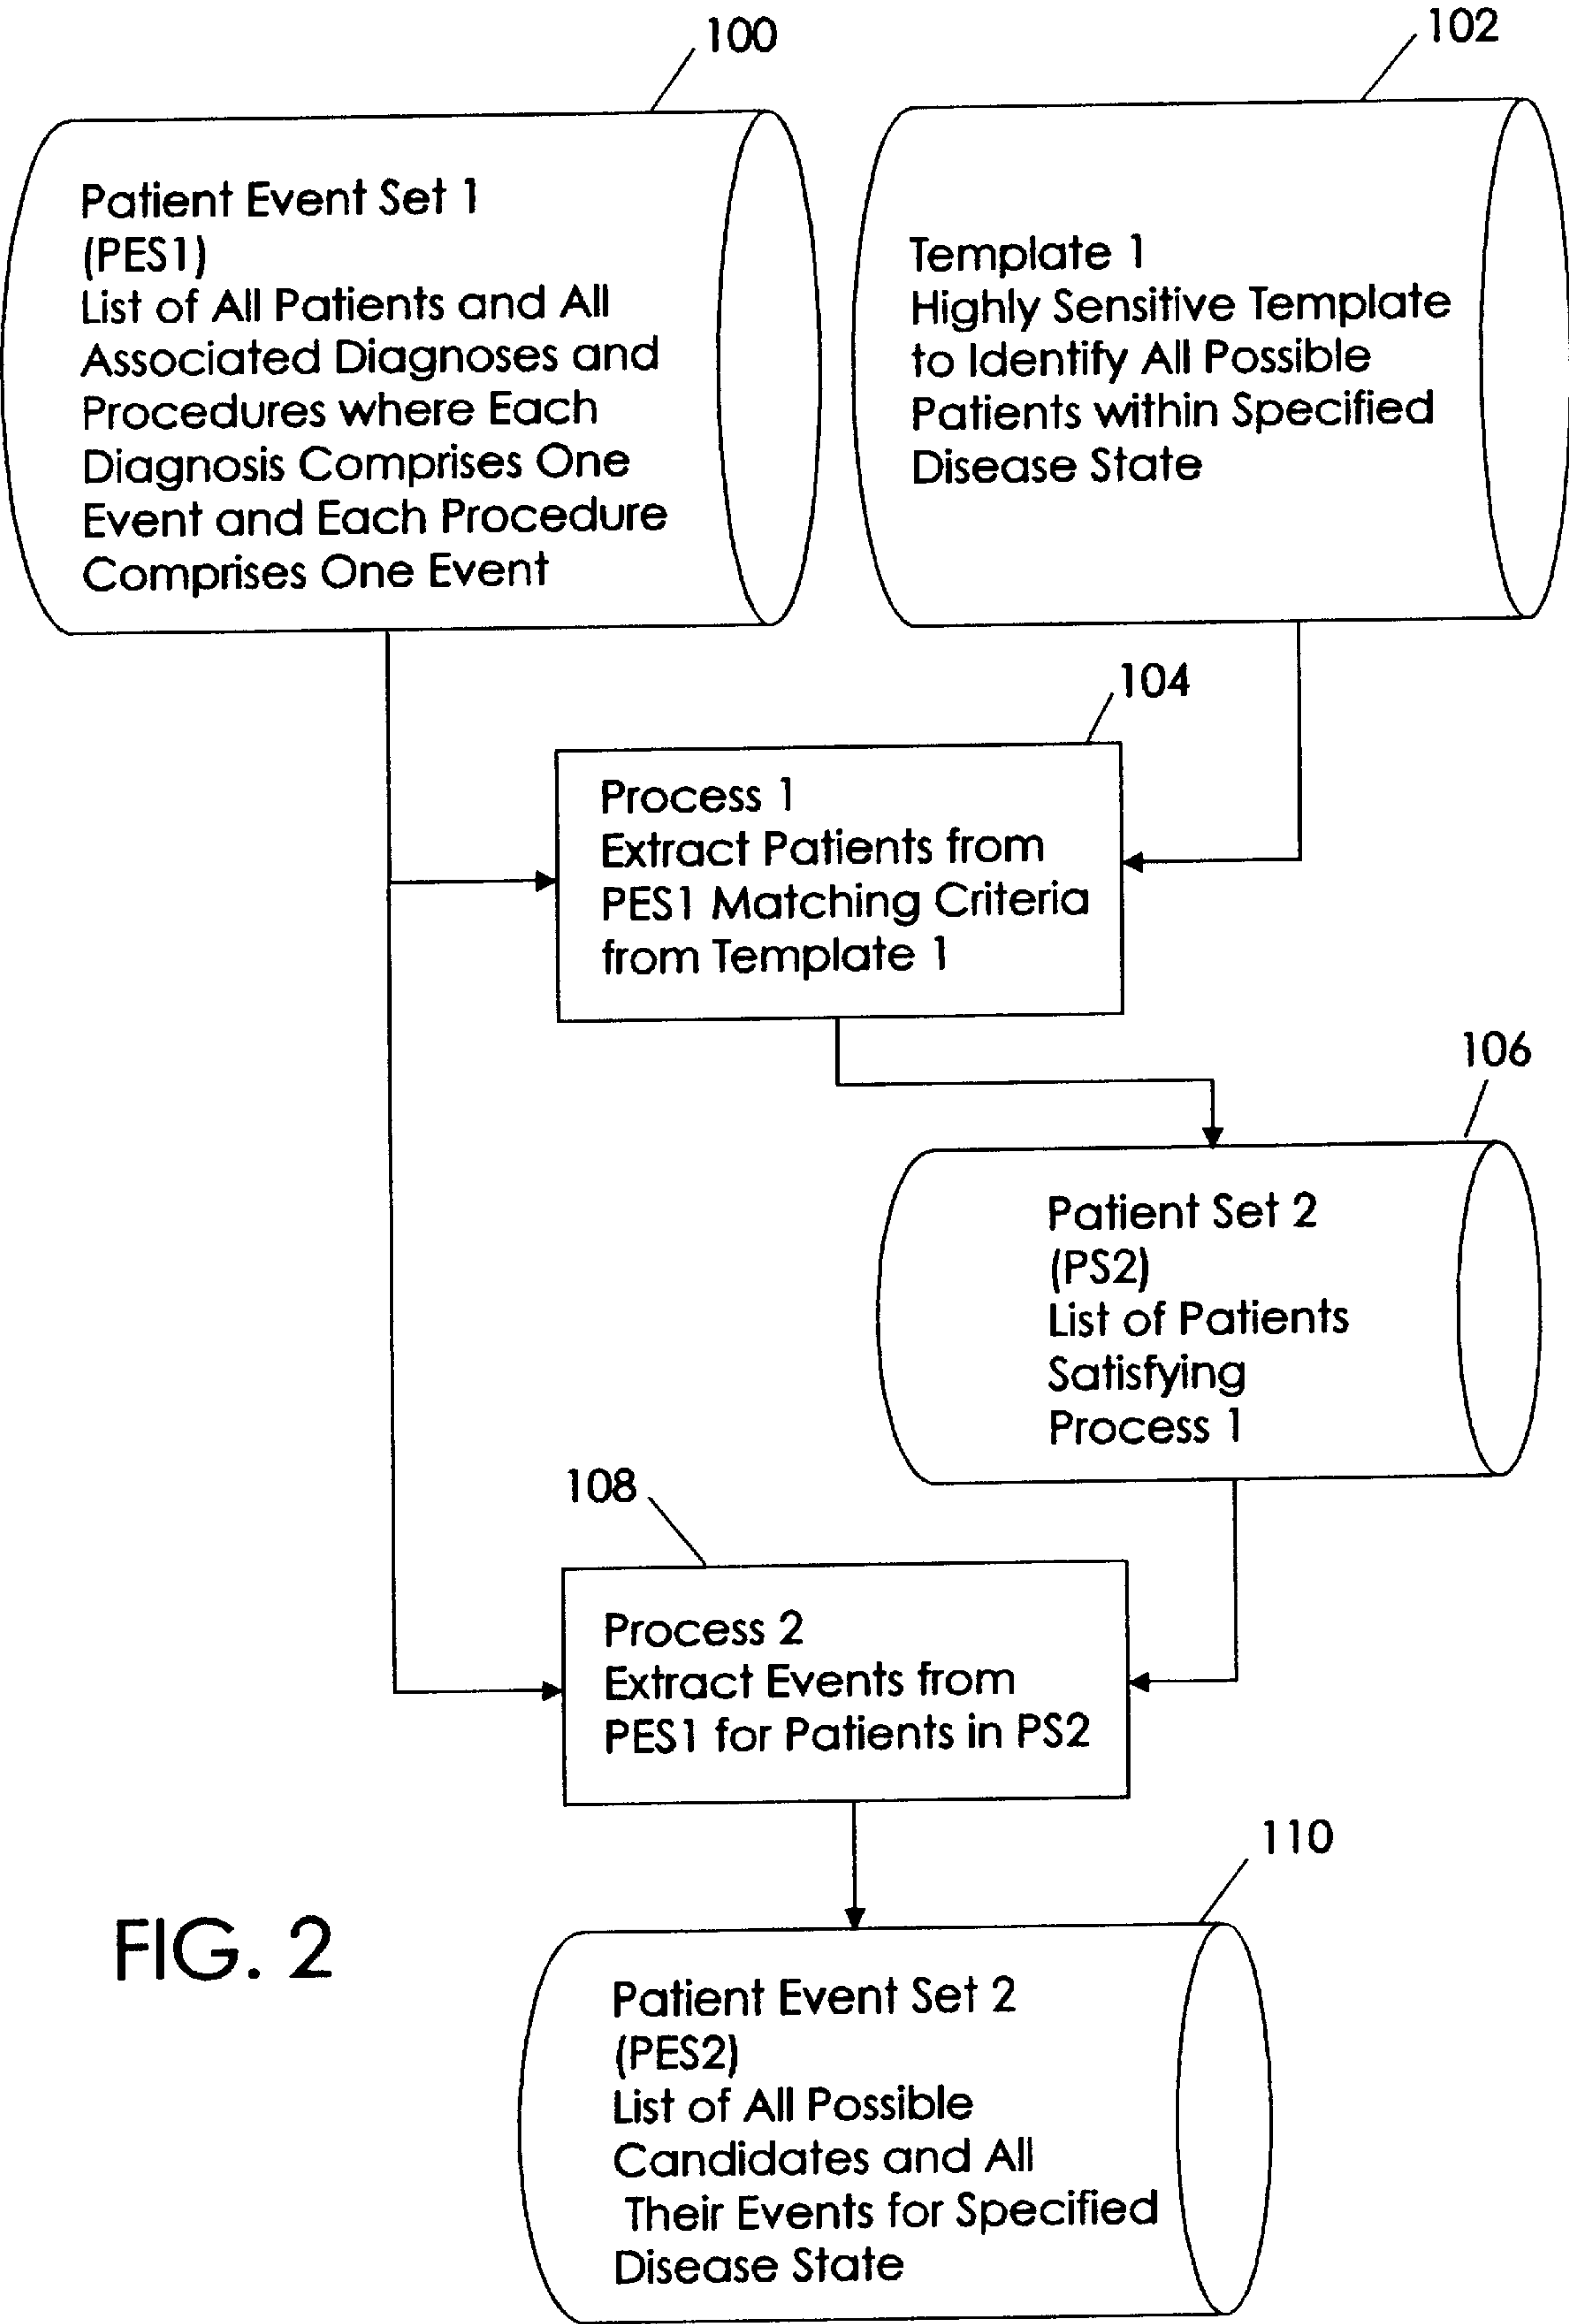 100
102
Patient Event Set 1
(PES1)
List of All Patients and All
Associated Diagnoses and
Procedures where Each
Diagnosis Comprises One
Event and Each Procedure
Comprises One Event
Template 1
Highly Sensitive Template
to Identify All Possible
Patients within Specified
Disease State
104
Process 1
Extract Patients from
PES1 Matching Criteria
from Template 1
106
Patient Set 2
(PS2)
List of Patients
Satisfying
Process 1
108
Process 2
Extract Events from
PES1 for Patients in PS2
110
FIG. 2
Patient Event Set 2
(PES2)
List of All Possible
Candidates and All
Their Events for Specified
Disease State